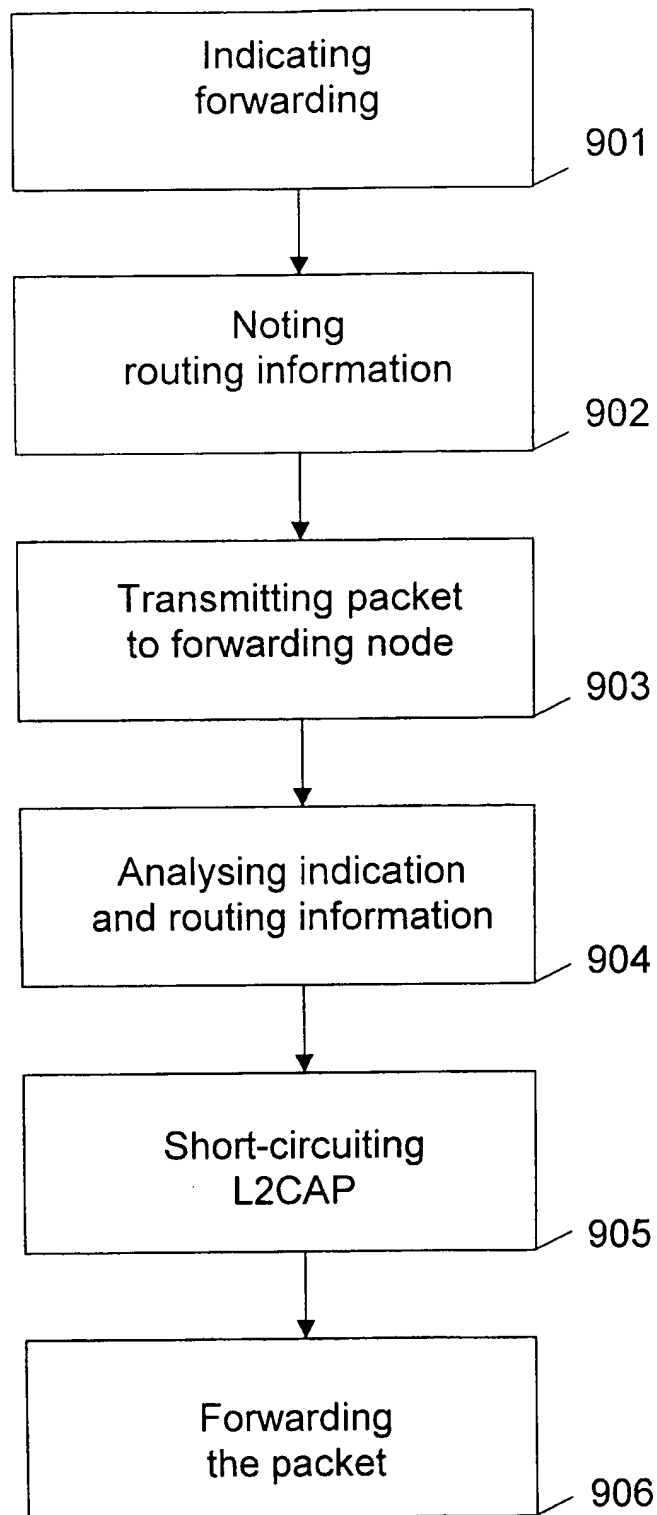 Indicating
forwarding
901
Noting
routing information
902
Transmitting packet
to forwarding node
903
Analysing indication
and routing information
904
Short-circuiting
L2CAP
905
Forwarding
the packet
906